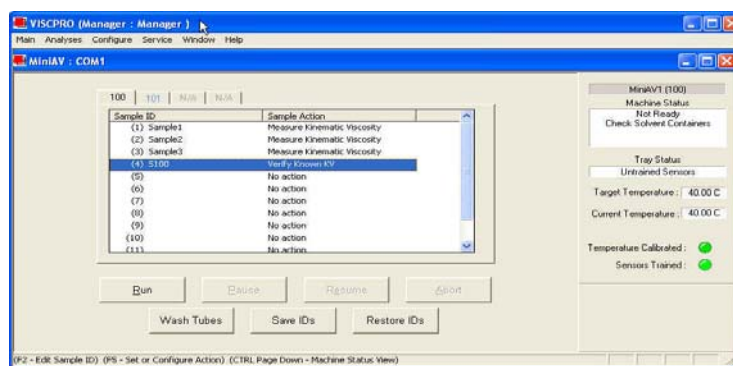 VISCPRO (Manager : Manager )
Main Analyses Configure Service Window Help
MiniAV : COM1
100 101 N/A N/A
Sample ID Sample Action
(1) Sample1 Measure Kinematic Viscosity
(2) Sample2 Measure Kinematic Viscosity
(3) Sample3 Measure Kinematic Viscosity
(4) S100 Verify Known KV
(5) No action
(6) No action
(7) No action
(8) No action
(9) No action
(10) No action
(11) No action
Run Pause Resume Abort
Wash Tubes Save IDs Restore IDs
MiniAV1 (100)
Machine Status
Not Ready
Check Solvent Containers
Tray Status
Untrained Sensors
Target Temperature : 40.00 C
Current Temperature : 40.00 C
Temperature Calibrated :
Sensors Trained :
(F2 - Edit Sample ID) (F5 - Set or Configure Action) (CTRL Page Down - Machine Status View)